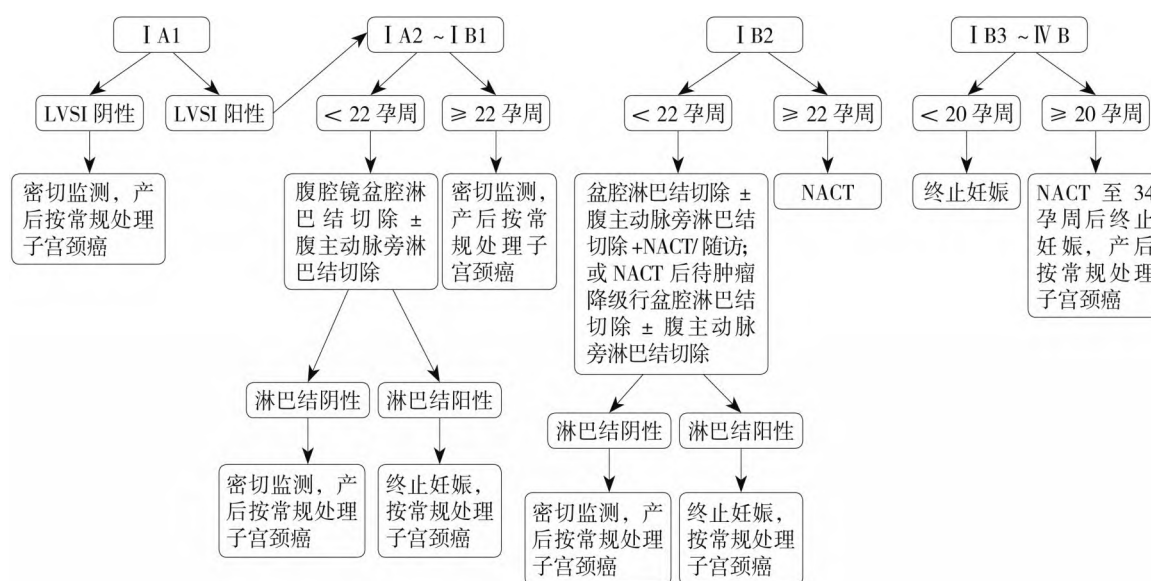 ⅠA1
ⅠA2 ~ ⅠB1
ⅠB2
ⅠB3 ~ ⅣB
LVSI 阴性
LVSI 阳性
< 22 孕周
≥ 22 孕周
< 22 孕周
≥ 22 孕周
< 20 孕周
≥ 20 孕周
密切监测，产
后按常规处理
子宫颈癌
腹腔镜盆腔淋
巴结切除 ±
腹主动脉旁淋
巴结切除
密切监测，
产后按常
规处理子
宫颈癌
盆腔淋巴结切除 ±
腹主动脉旁淋巴结
切除+NACT/ 随访;
或 NACT 后待肿瘤
降级行盆腔淋巴结
切除 ± 腹主动脉
旁淋巴结切除
NACT
终止妊娠
NACT 至 34
孕周后终止
妊娠，产后
按常规处理
子宫颈癌
淋巴结阴性
淋巴结阳性
淋巴结阴性
淋巴结阳性
密切监测，产
后按常规处理
子宫颈癌
终止妊娠，
按常规处理
子宫颈癌
密切监测，产
后按常规处理
子宫颈癌
终止妊娠，
按常规处理
子宫颈癌